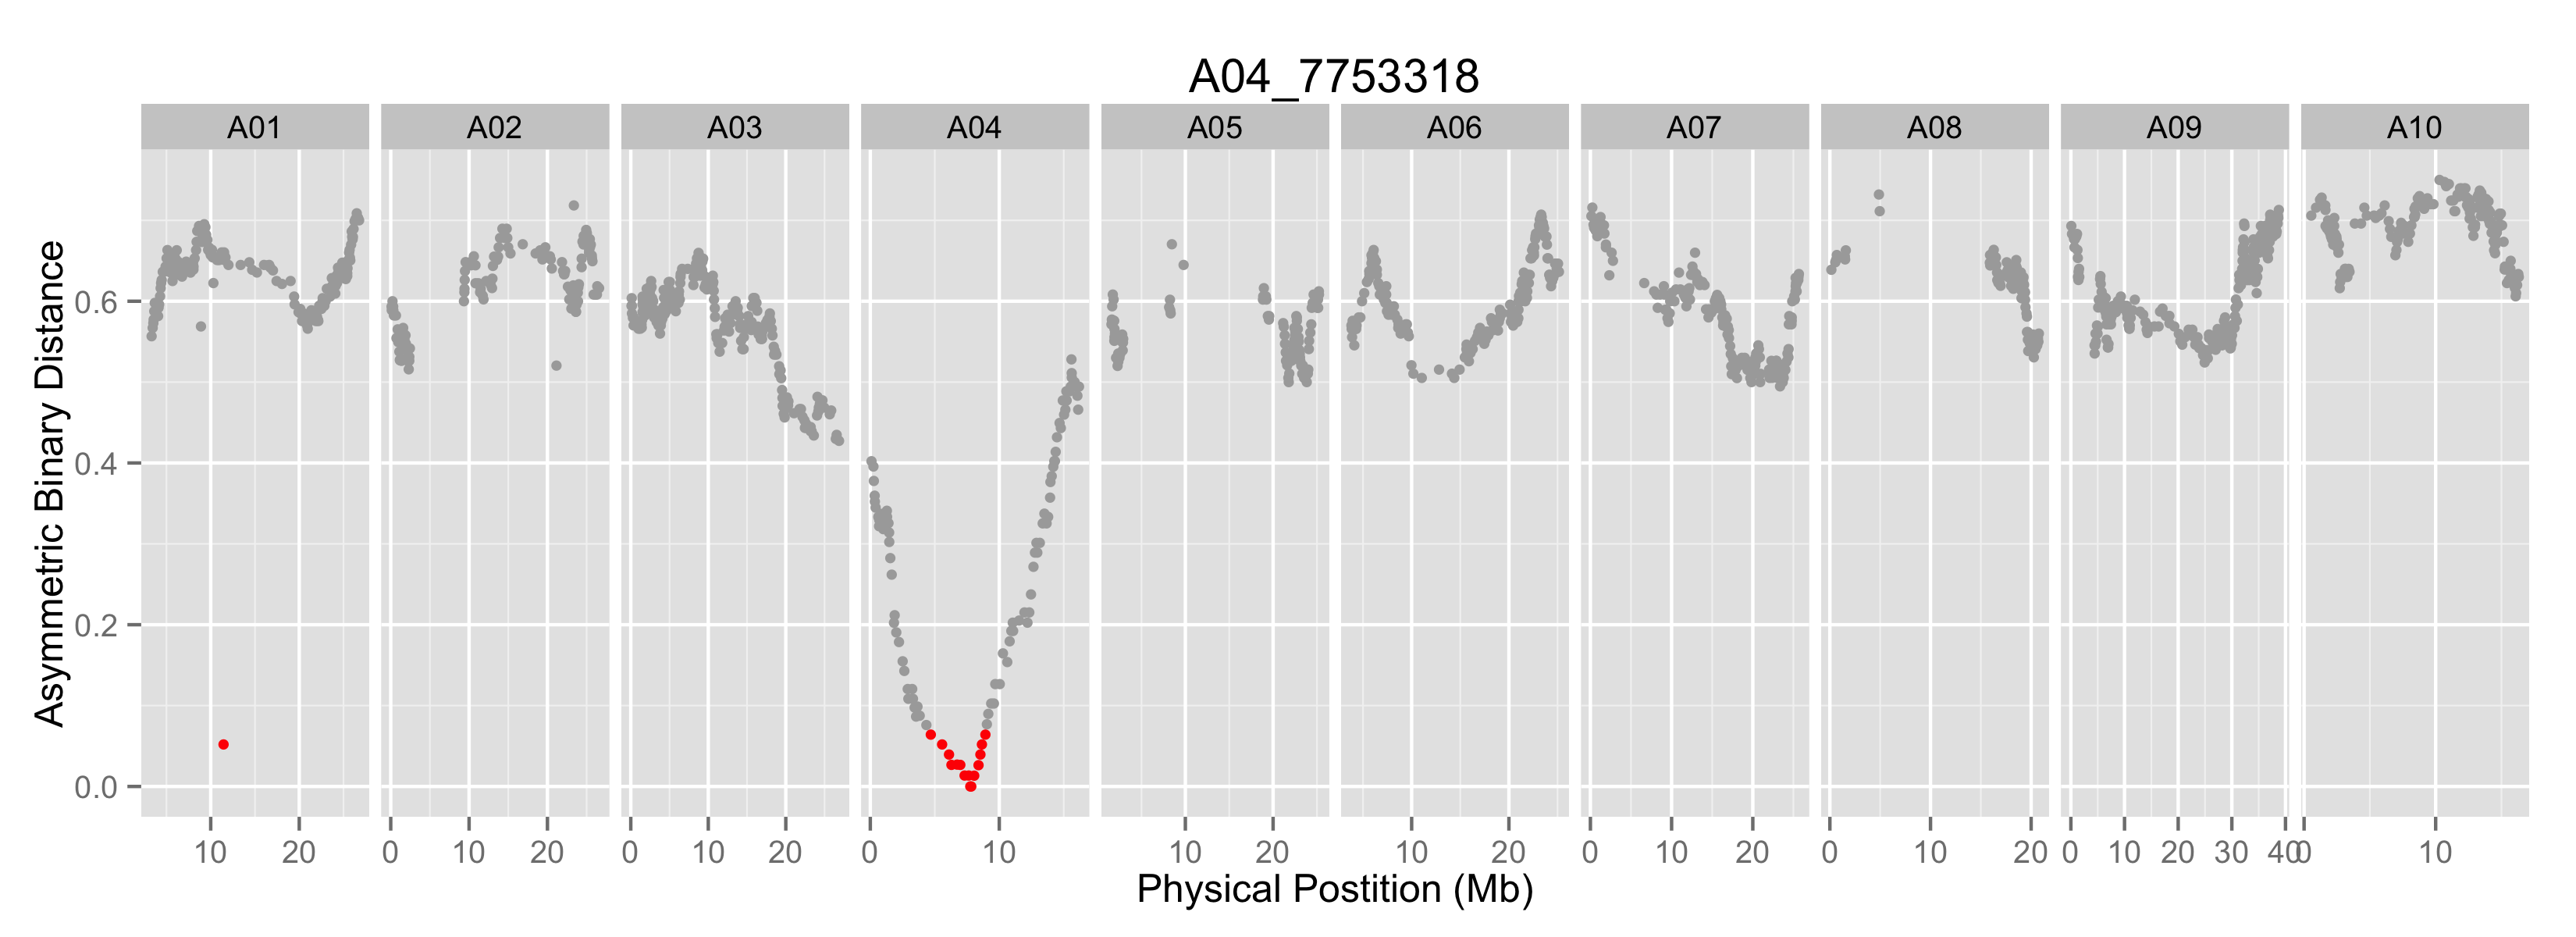 A04_7753318
A01 A02 A03 A04 A05 A06 A07 A08 A09 A10
Asymmetric Binary Distance
0.6
0.4
0.2
0.0
10 20 0 10 20 0 10 20 0 10 10 20 10 20 0 10 20 0 10 20 0 10 20 30 40 0 10
Physical Postition (Mb)